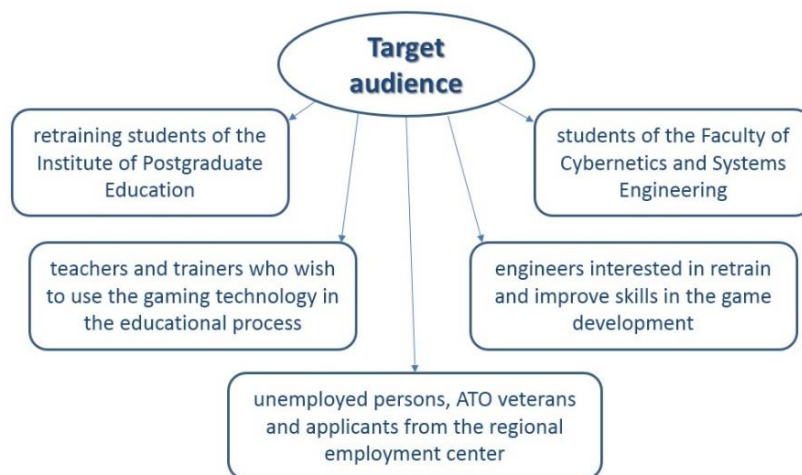 Target
audience
retraining students of the
Institute of Postgraduate
Education
students of the Faculty of
Cybernetics and Systems
Engineering
teachers and trainers who wish
to use the gaming technology in
the educational process
engineers interested in retrain
and improve skills in the game
development
unemployed persons, ATO veterans
and applicants from the regional
employment center